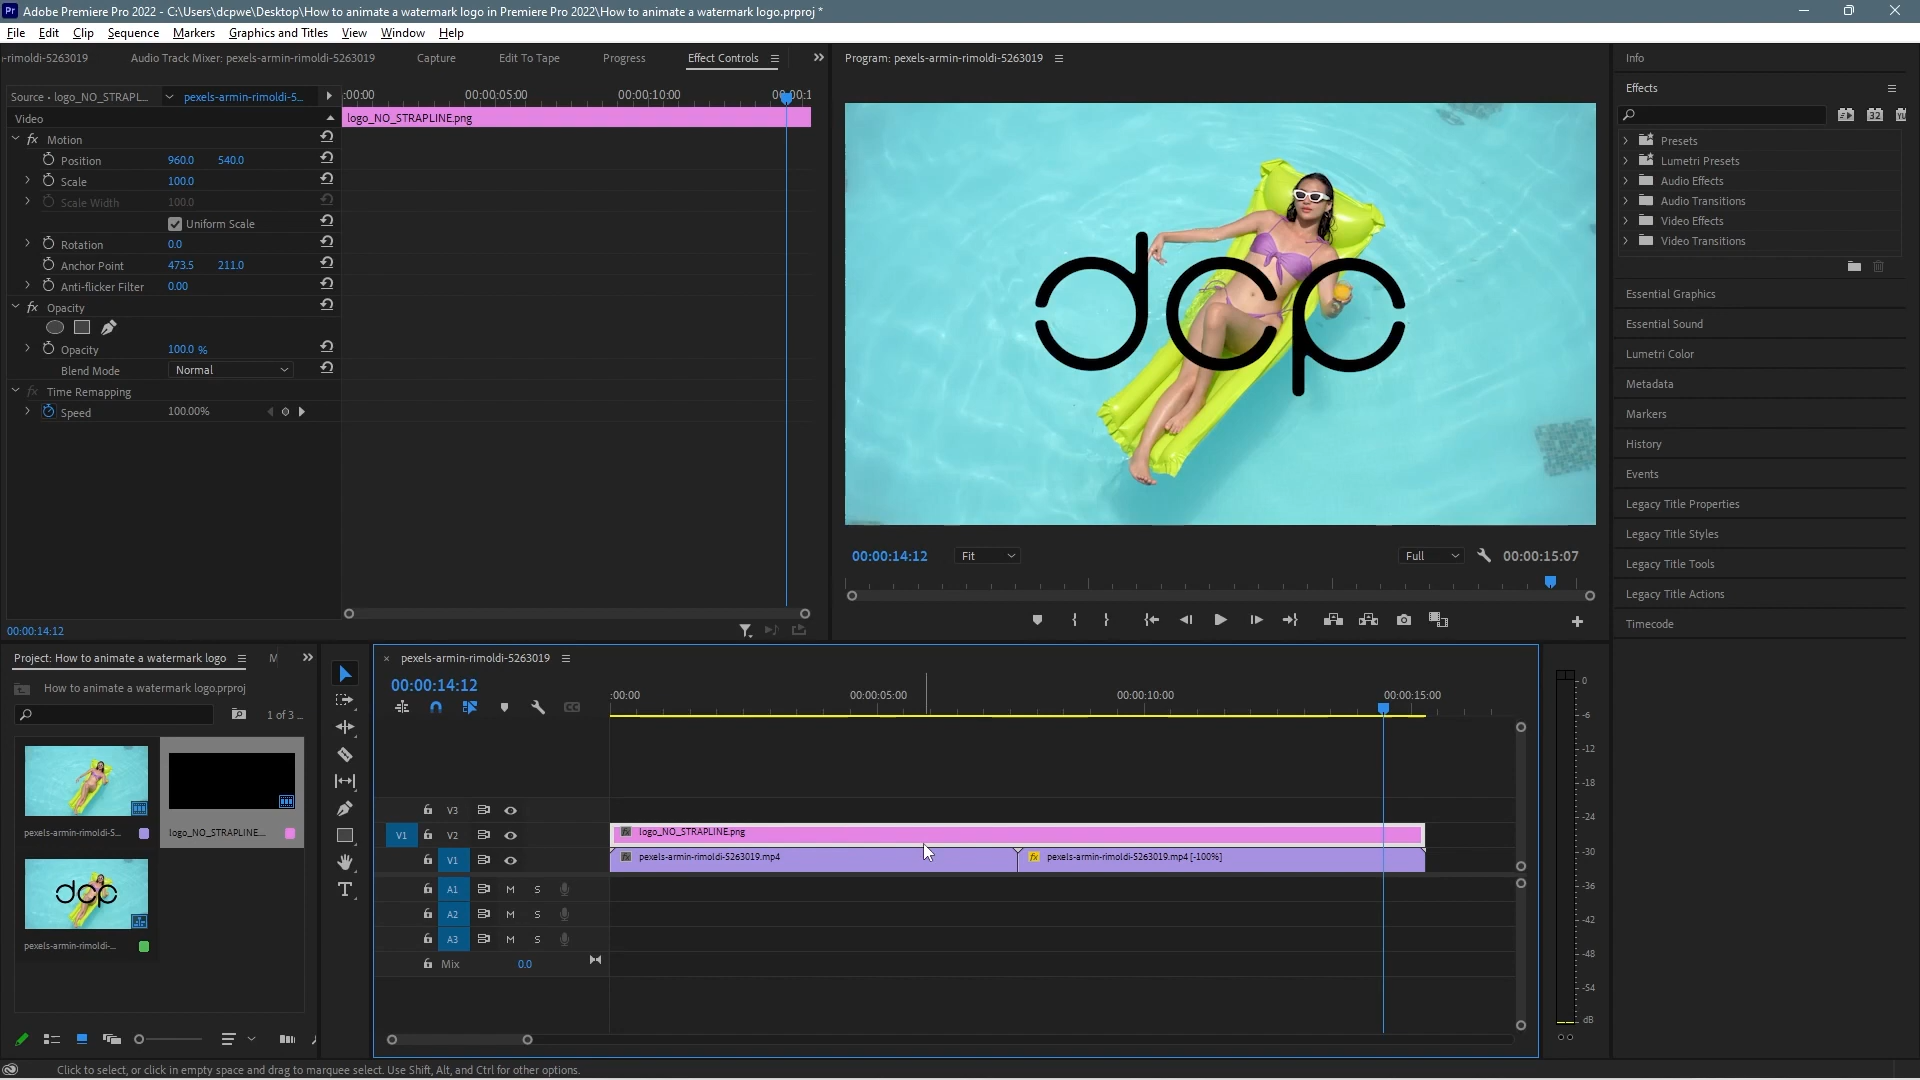 Pr Adobe Premiere Pro 2022 - C:\Users\dcpwe\Desktop\How to animate a watermark logo in Premiere Pro 2022\How to animate a watermark logo.prproj *
File Edit Clip Sequence Markers Graphics and Titles View Window Help
-rimoldi-5263019 Audio Track Mixer: pexels-armin-rimoldi-5263019 Capture Edit To Tape Progress Effect Controls
Source • logo_NO_STRAPL... pexels-armin-rimoldi-5...
:00:00 00:00:05:00 00:00:10:00 00:00:1
Video
logo_NO_STRAPLINE.png
fx Motion
Position 960.0 540.0
Scale 100.0
Scale Width 100.0
Uniform Scale
Rotation 0.0
Anchor Point 473.5 211.0
Anti-flicker Filter 0.00
fx Opacity
Opacity 100.0 %
Blend Mode Normal
fx Time Remapping
Speed 100.00%
00:00:14:12
Program: pexels-armin-rimoldi-5263019
dcp
00:00:14:12 Fit Full 00:00:15:07
Info
Effects
32
Presets
Lumetri Presets
Audio Effects
Audio Transitions
Video Effects
Video Transitions
Essential Graphics
Essential Sound
Lumetri Color
Metadata
Markers
History
Events
Legacy Title Properties
Legacy Title Styles
Legacy Title Tools
Legacy Title Actions
Timecode
Project: How to animate a watermark logo M
How to animate a watermark logo.prproj
1 of 3 ...
pexels-armin-rimoldi-5...
logo_NO_STRAPLINE...
dcp
pexels-armin-rimoldi-...
× pexels-armin-rimoldi-5263019
00:00:14:12
:00:00 00:00:05:00 00:00:10:00 00:00:15:00
V3
V1 V2 fx logo_NO_STRAPLINE.png
V1 fx pexels-armin-rimoldi-5263019.mp4 fx pexels-armin-rimoldi-5263019.mp4 [-100%]
A1 M S
A2 M S
A3 M S
Mix 0.0
0
-6
-12
-18
-24
-30
-36
-42
-48
-54
dB
Click to select, or click in empty space and drag to marquee select. Use Shift, Alt, and Ctrl for other options.